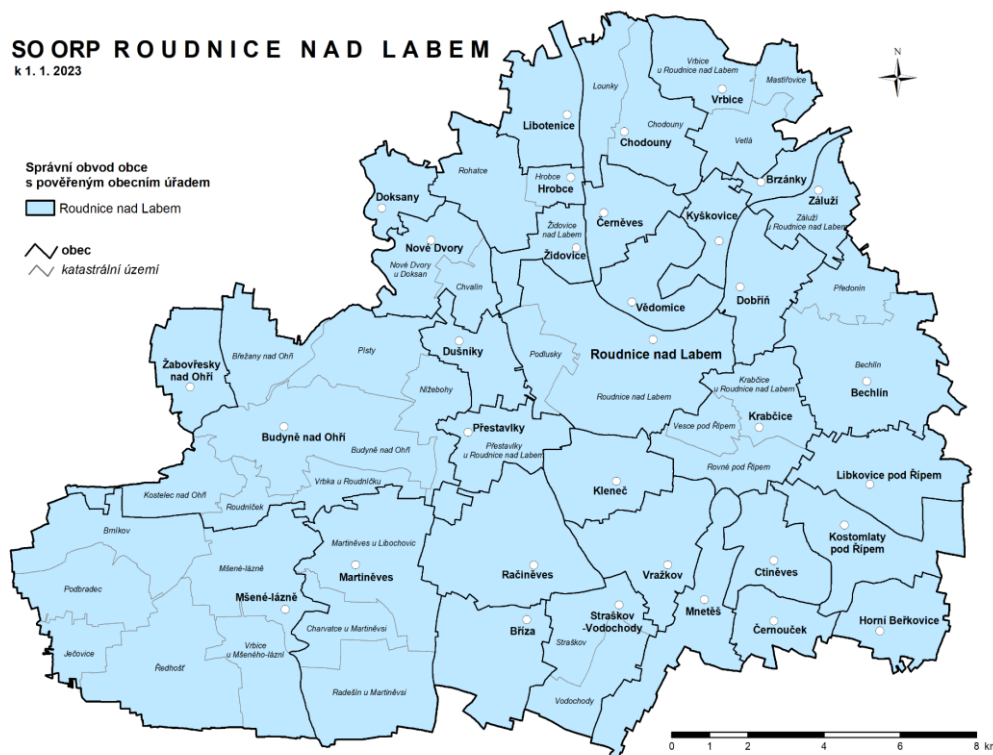 SO ORP ROUDNICE NAD LABEM
k 1. 1. 2023
N
Správní obvod obce
s pověřeným obecním úřadem
Roudnice nad Labem
obec
katastrální území
Vrbice
u Roudnice nad Labem
Mastířovice
Lounky
Vrbice
Libotenice
Chodouny
Chodouny
Vetlá
Rohatce
Hrobce
Hrobce
Brzánky
Záluží
Doksany
Černěves
Kyškovice
Záluží
u Roudnice nad Labem
Židovice
nad Labem
Židovice
Nové Dvory
Nové Dvory
u Doksan
Chvalín
Předonín
Vědomice
Dobříň
Žabovřesky
nad Ohří
Břežany nad Ohří
Písty
Dušníky
Podlusky
Roudnice nad Labem
Roudnice nad Labem
Nížebohy
Krabčice
u Roudnice nad Labem
Bechlín
Bechlín
Krabčice
Vesce pod Řípem
Budyně nad Ohří
Budyně nad Ohří
Přestavlky
Přestavlky
u Roudnice nad Labem
Rovné pod Řípem
Kleneč
Libkovice pod Řípem
Kostelec nad Ohří
Roudníček
Vrbka u Roudníčku
Brníkov
Martiněves u Libochovic
Kostomlaty
pod Řípem
Mšené-lázně
Martiněves
Račiněves
Vražkov
Ctiněves
Podbradec
Mšené-lázně
Mnetěš
Straškov
-Vodochody
Bříza
Černouček
Horní Beřkovice
Charvatce u Martiněvsi
Straškov
Ječovice
Ředhošť
Vrbice
u Mšeného-lázní
Radešín u Martiněvsi
Vodochody
0 1 2 4 6 8 km